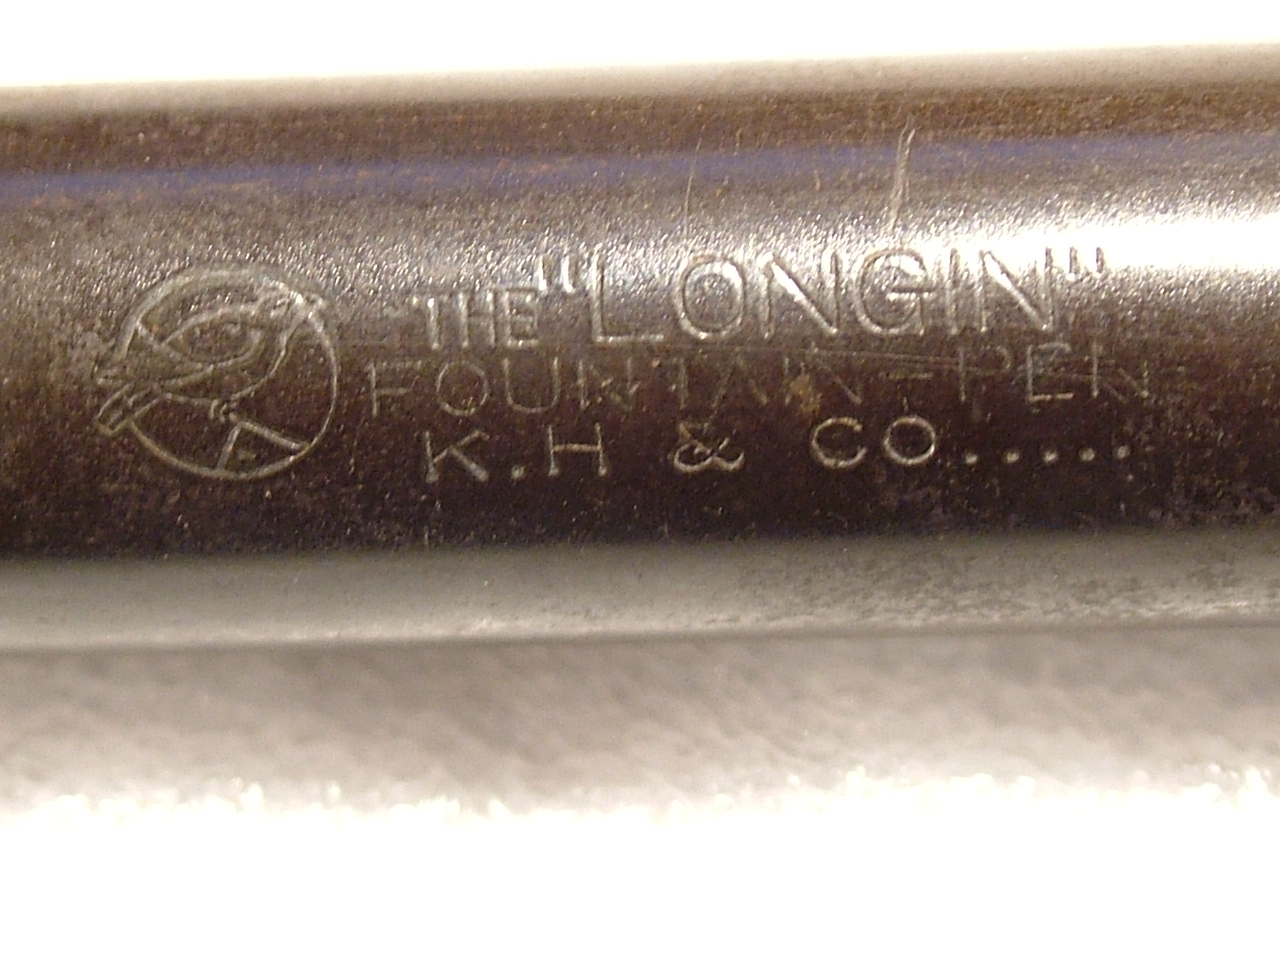 THE "LONGIN"
FOUNTAIN-PEN
K.H & CO.....